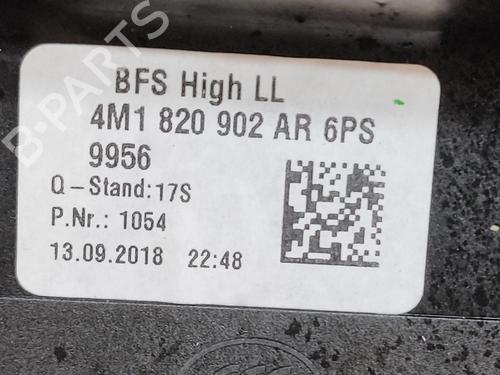 B-PARTS
BFS High LL
4M1 820 902 AR 6PS
9956
Q-Stand:17S
P.Nr.: 1054
13.09.2018 22:48